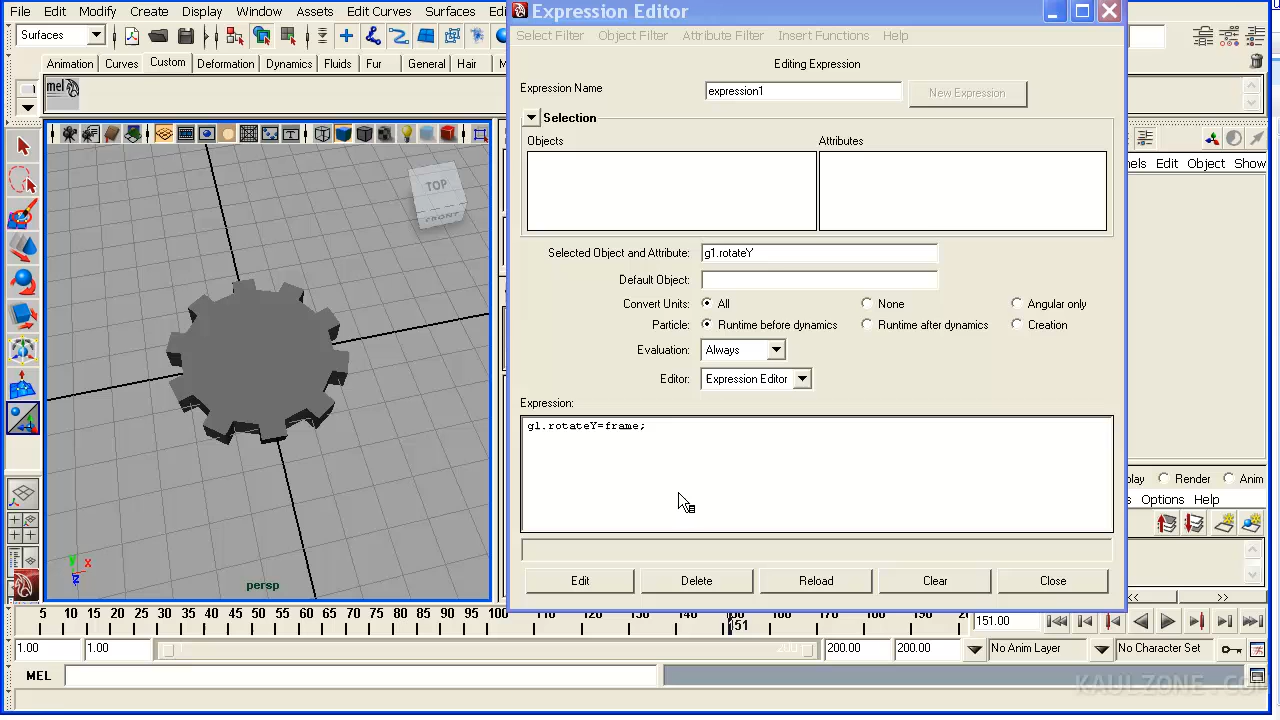 File Edit Modify Create Display Window Assets Edit Curves Surfaces
Expression Editor
Surfaces
Select Filter Object Filter Attribute Filter Insert Functions Help
Animation Curves Custom Deformation Dynamics Fluids Fur General Hair
mel
Editing Expression
Expression Name expression1 New Expression
Selection
Objects Attributes
TOP
FRONT
Edit Object Show
Selected Object and Attribute: g1.rotateY
Default Object:
Convert Units: All None Angular only
Particle: Runtime before dynamics Runtime after dynamics Creation
Evaluation: Always
Editor: Expression Editor
Expression:
g1.rotateY=frame;
Render Anim
Options Help
y x
z
persp
Edit Delete Reload Clear Close
5 10 15 20 25 30 35 40 45 50 55 60 65 70 75 80 85 90 95 100 120 140 160 180
151 151.00
1.00 1.00 200 200.00 200.00 No Anim Layer No Character Set
MEL
KAULZONE.COM